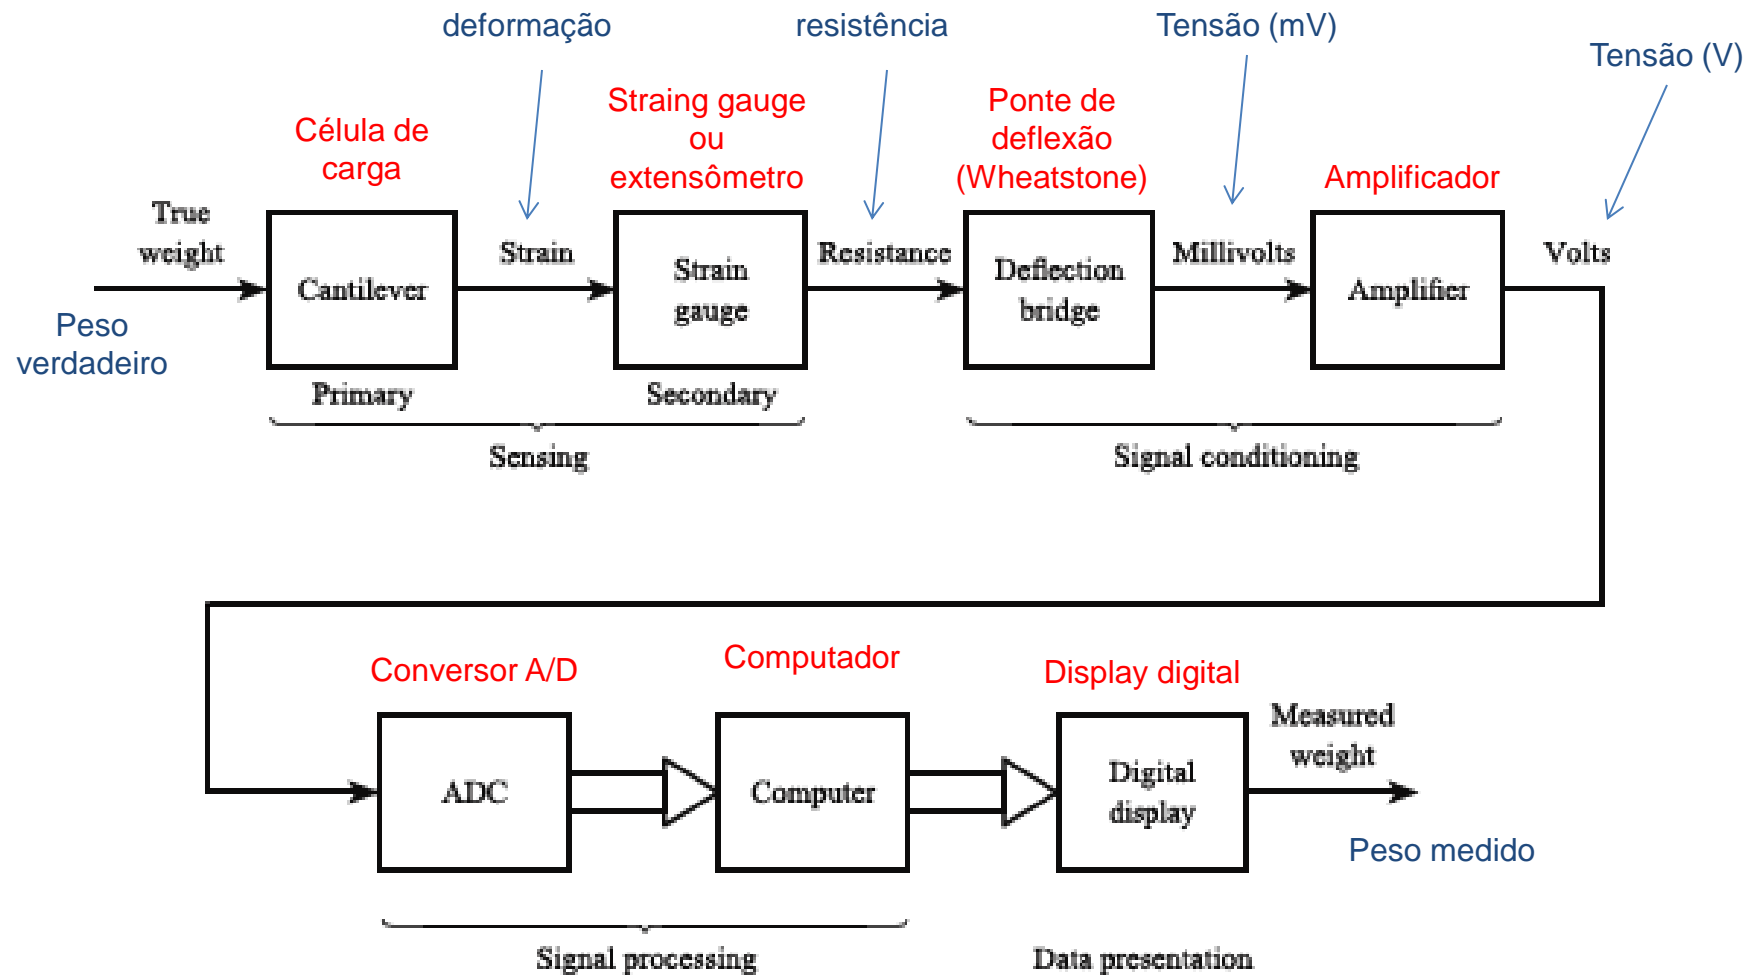 deformação
resistência
Tensão (mV)
Tensão (V)
Célula de
carga
Straing gauge
ou
extensômetro
Ponte de
deflexão
(Wheatstone)
Amplificador
True
weight
Cantilever
Strain
Strain
gauge
Resistance
Deflection
bridge
Millivolts
Amplifier
Volts
Peso
verdadeiro
Primary
Secondary
Sensing
Signal conditioning
Conversor A/D
Computador
Display digital
ADC
Computer
Digital
display
Measured
weight
Peso medido
Signal processing
Data presentation